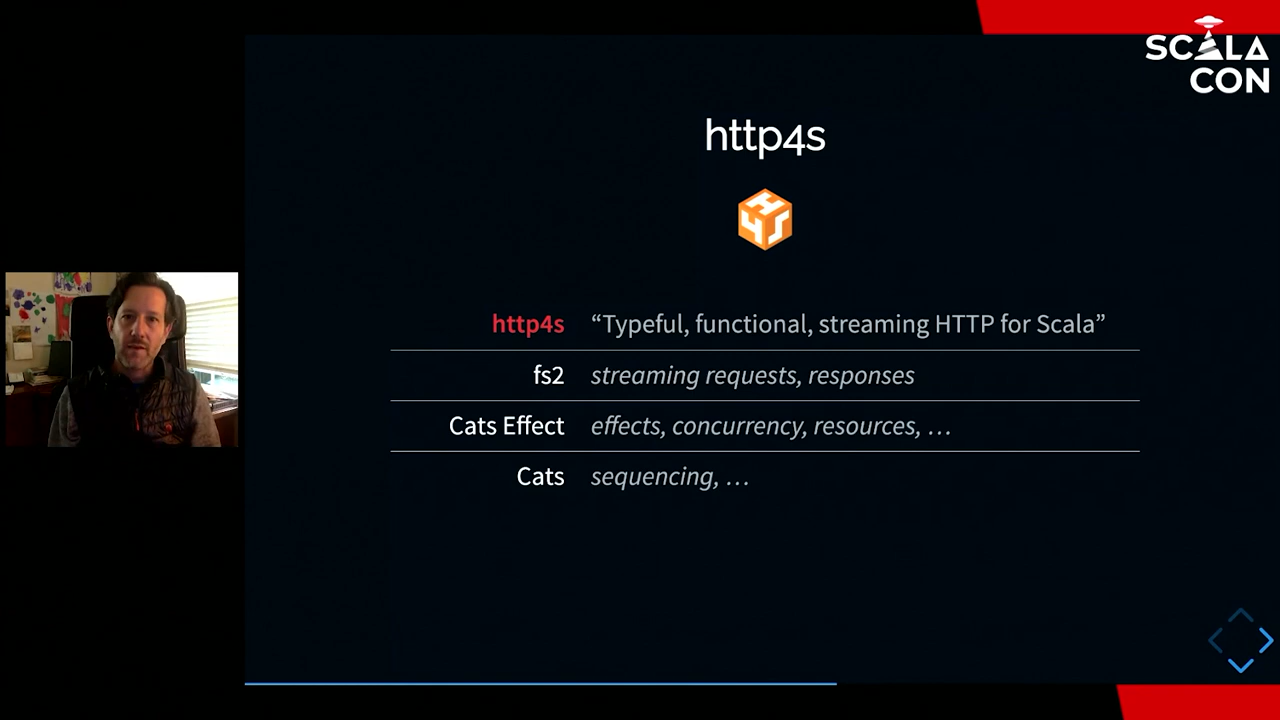 SCALA
CON
http4s
H4S
http4s “Typeful, functional, streaming HTTP for Scala”
fs2 streaming requests, responses
Cats Effect effects, concurrency, resources, …
Cats sequencing, …